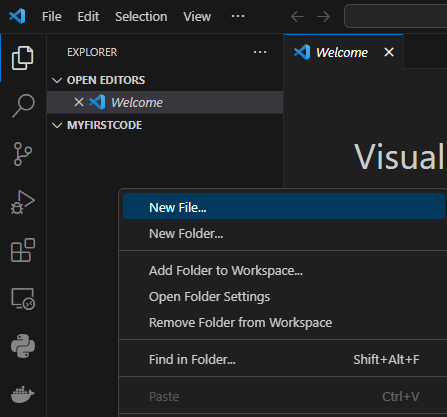 File Edit Selection View ···
EXPLORER ···
Welcome
OPEN EDITORS
Welcome
MYFIRSTCODE
Visual
New File...
New Folder...
Add Folder to Workspace...
Open Folder Settings
Remove Folder from Workspace
Find in Folder... Shift+Alt+F
Paste Ctrl+V